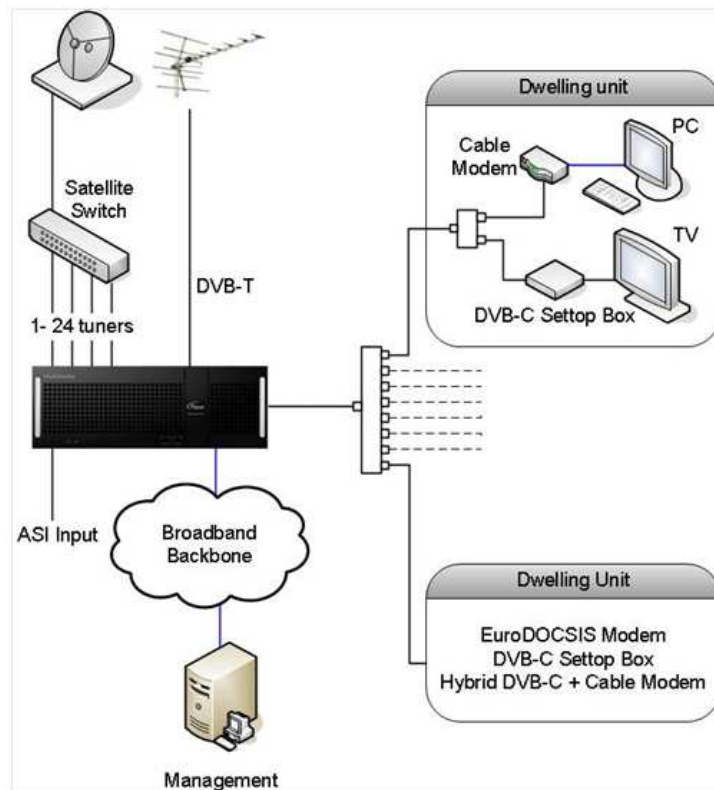 Dwelling unit
Cable
Modem
PC
Satellite
Switch
TV
DVB-T
DVB-C Settop Box
1- 24 tuners
ASI Input
Broadband
Backbone
Dwelling Unit
EuroDOCSIS Modem
DVB-C Settop Box
Hybrid DVB-C + Cable Modem
Management